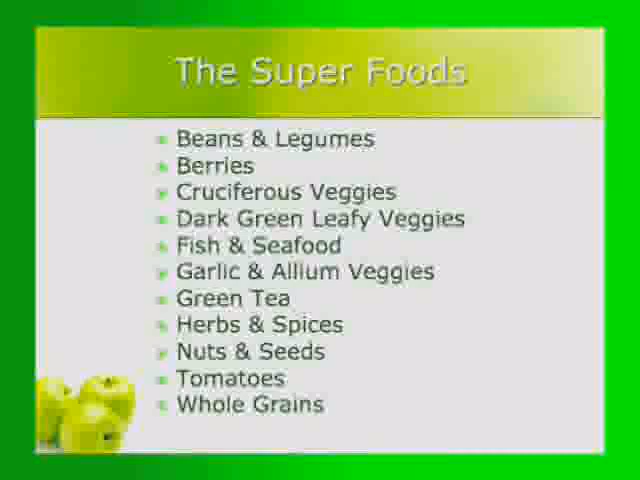 The Super Foods
Beans & Legumes
Berries
Cruciferous Veggies
Dark Green Leafy Veggies
Fish & Seafood
Garlic & Allium Veggies
Green Tea
Herbs & Spices
Nuts & Seeds
Tomatoes
Whole Grains